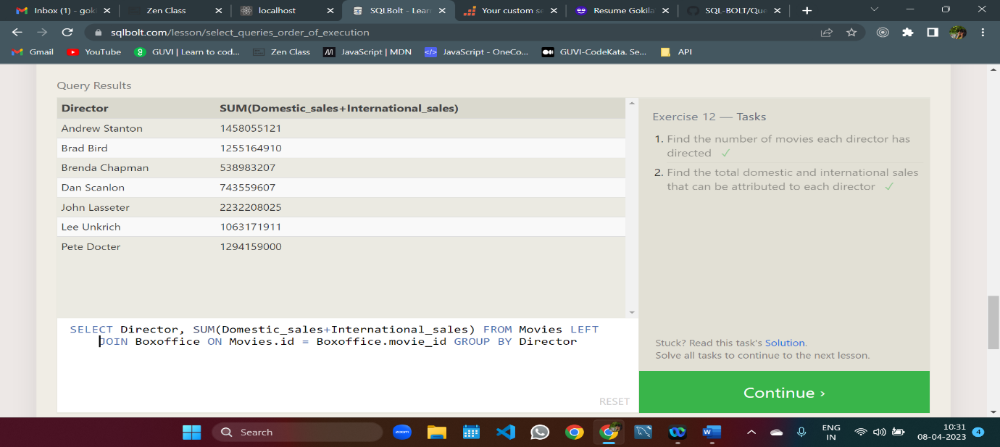 Inbox (1) - gok
Zen Class
localhost
SQLBolt - Lear
Your custom se
Resume Gokila
SQL-BOLT/Que
sqlbolt.com/lesson/select_queries_order_of_execution
Gmail YouTube GUVI | Learn to cod... Zen Class JavaScript | MDN JavaScript - OneCo... GUVI-CodeKata. Se... API
Query Results
Director SUM(Domestic_sales+International_sales)
Andrew Stanton 1458055121
Brad Bird 1255164910
Brenda Chapman 538983207
Dan Scanlon 743559607
John Lasseter 2232208025
Lee Unkrich 1063171911
Pete Docter 1294159000
SELECT Director, SUM(Domestic_sales+International_sales) FROM Movies LEFT
JOIN Boxoffice ON Movies.id = Boxoffice.movie_id GROUP BY Director
RESET
Exercise 12 — Tasks
1. Find the number of movies each director has
directed ✓
2. Find the total domestic and international sales
that can be attributed to each director ✓
Stuck? Read this task's Solution.
Solve all tasks to continue to the next lesson.
Continue ›
Search
zoom
W
ENG
IN
10:31
08-04-2023
4